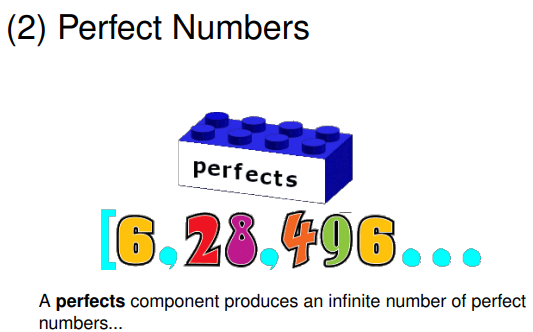 (2) Perfect Numbers
perfects
[6,28,496...
A perfects component produces an infinite number of perfect
numbers...